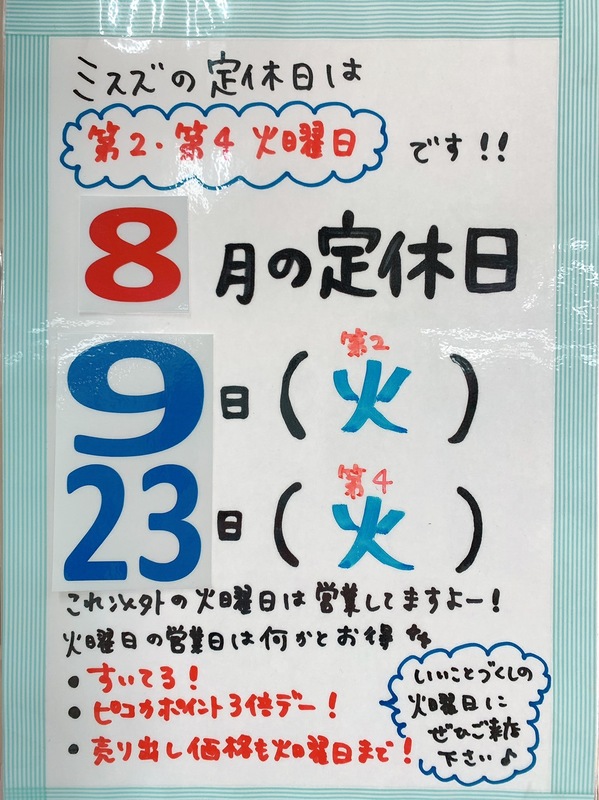 ミスズの定休日は
第2・第4 火曜日
です!!
8月の定休日
第2
9日(火)
第4
23日(火)
これ以外の火曜日は営業してますよー!
火曜日の営業日は何かとお得
●すいてる!
●ピコカポイント3倍デー!
●売り出し価格も火曜日まで!
いいことづくしの
火曜日に
ぜひご来店
下さい♪